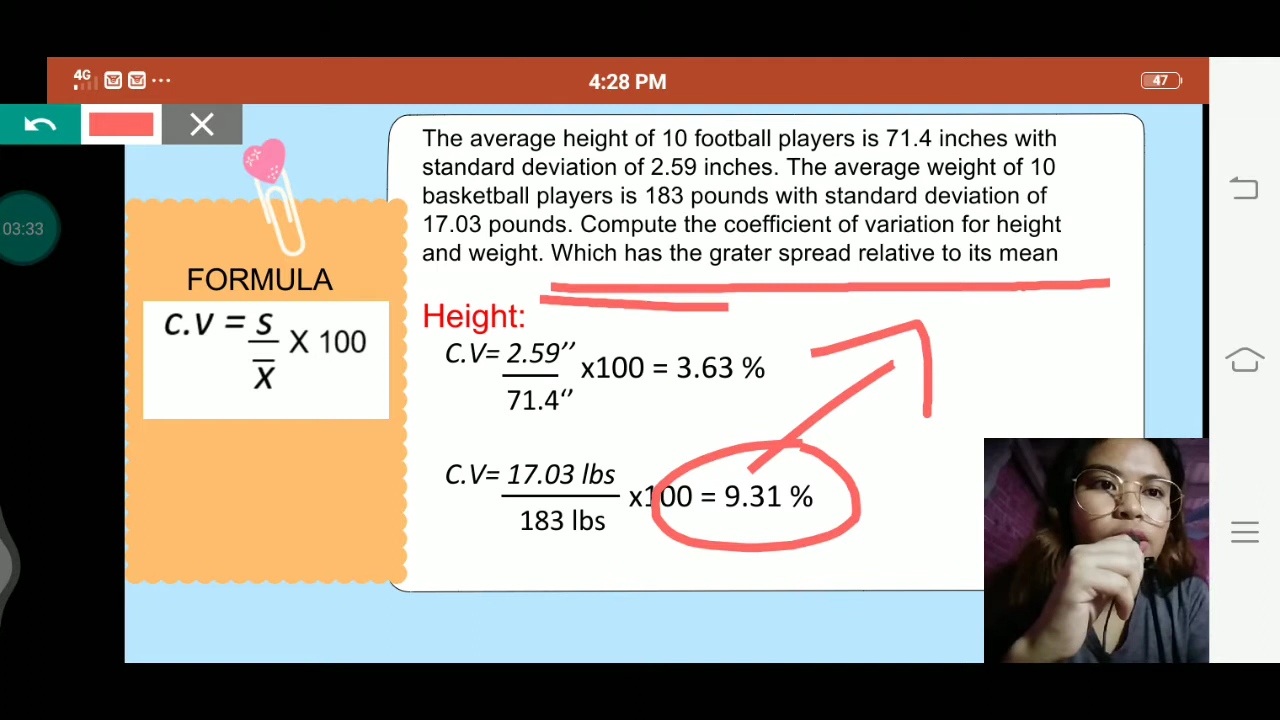 4G
4:28 PM
47
03:33
The average height of 10 football players is 71.4 inches with
standard deviation of 2.59 inches. The average weight of 10
basketball players is 183 pounds with standard deviation of
17.03 pounds. Compute the coefficient of variation for height
and weight. Which has the grater spread relative to its mean
FORMULA
C.V = S
X X 100
Height:
C.V= 2.59’’
71.4‘’ x100 = 3.63 %
C.V= 17.03 lbs
183 lbs x100 = 9.31 %